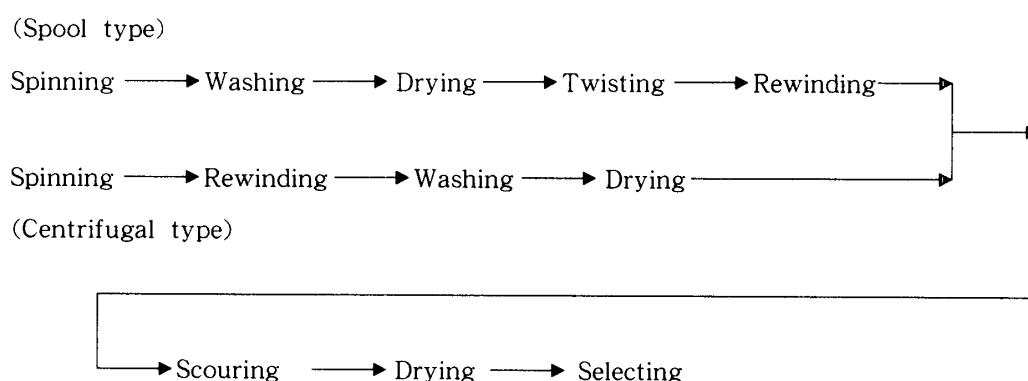 (Spool type)
Spinning Washing Drying Twisting Rewinding
Spinning Rewinding Washing Drying
(Centrifugal type)
Scouring Drying Selecting